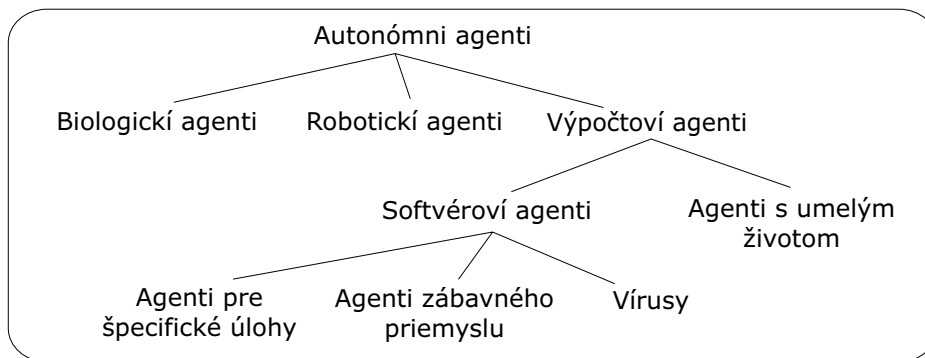 Autonómni agenti
Biologickí agenti
Robotickí agenti
Výpočtoví agenti
Softvéroví agenti
Agenti s umelým
životom
Agenti pre
špecifické úlohy
Agenti zábavného
priemyslu
Vírusy